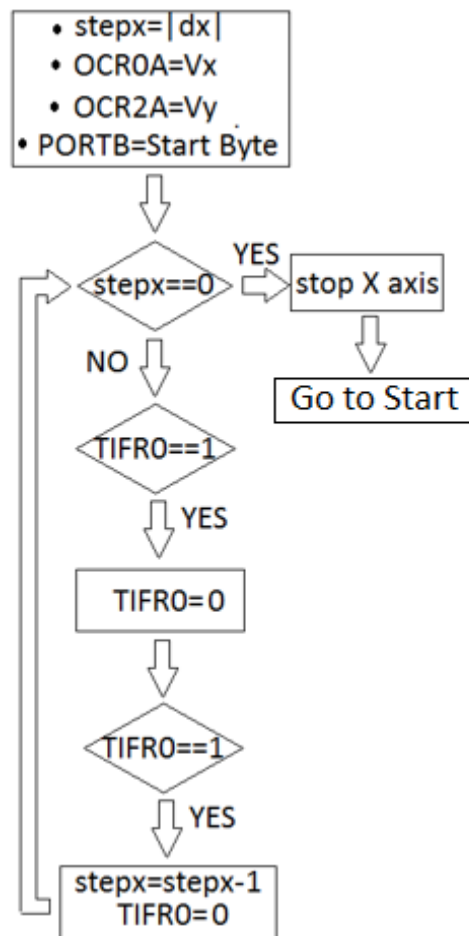 • stepx=|dx|
• OCR0A=Vx
• OCR2A=Vy
• PORTB=Start Byte
stepx==0
YES
stop X axis
Go to Start
NO
TIFR0==1
YES
TIFR0=0
TIFR0==1
YES
stepx=stepx-1
TIFR0=0